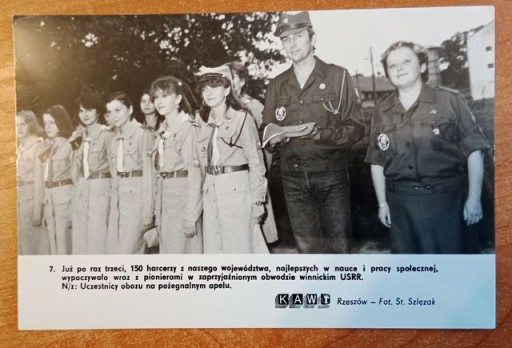 7. Już po raz trzeci, 150 harcerzy z naszego województwa, najlepszych w nauce i pracy społecznej,
wypoczywało wraz z pionierami w zaprzyjaźnionym obwodzie winnickim USRR.
N/z: Uczestnicy obozu na pożegnalnym apelu.
KAWT Rzeszów – Fot. St. Szlęzak